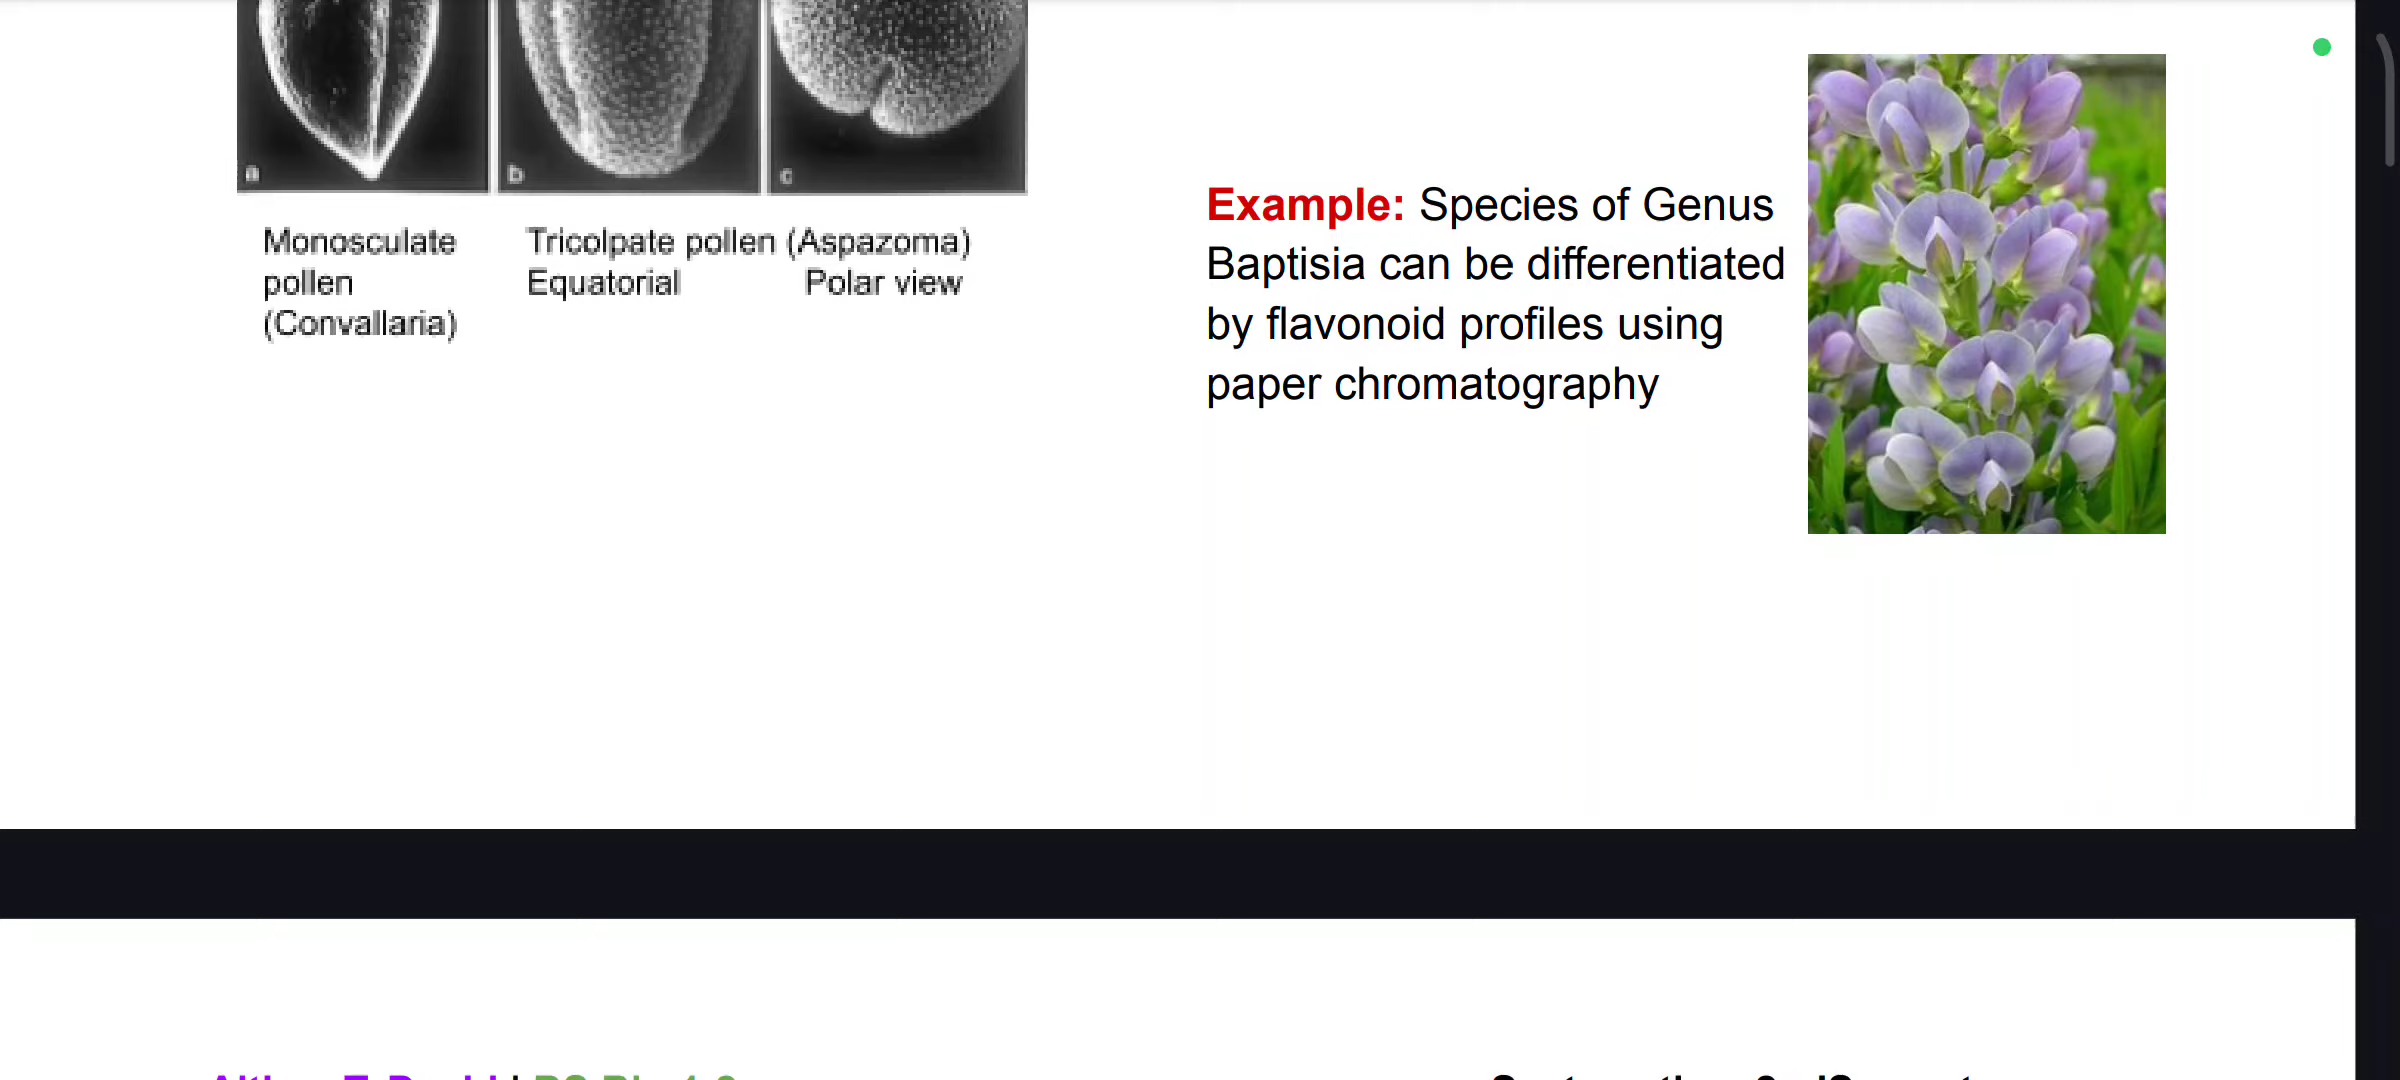 a
b
c
Monosculate
pollen
(Convallaria)
Tricolpate pollen (Aspazoma)
Equatorial
Polar view
Example: Species of Genus
Baptisia can be differentiated
by flavonoid profiles using
paper chromatography